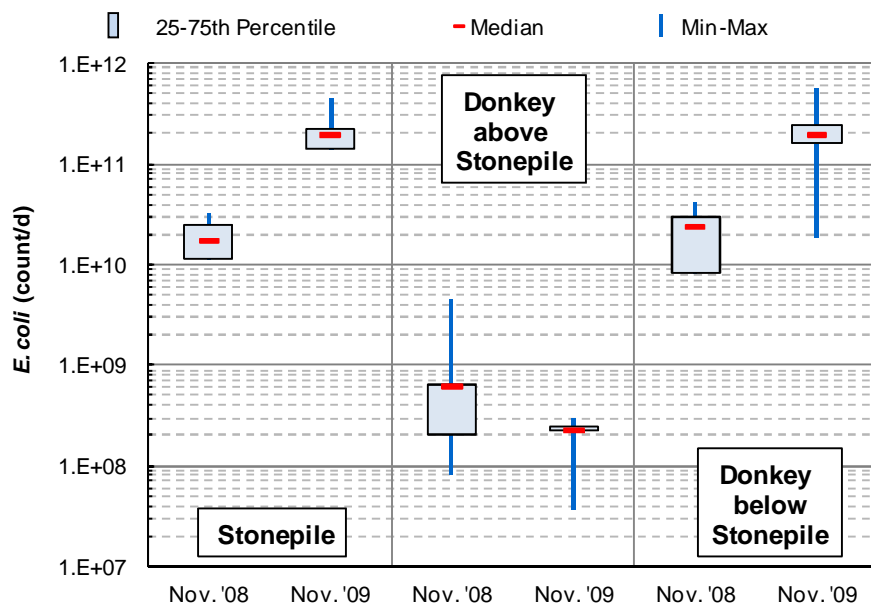 25-75th Percentile Median Min-Max
1.E+12
1.E+11
1.E+10
1.E+09
1.E+08
1.E+07
E.coli (count/d)
Donkey
above
Stonepile
Stonepile
Donkey
below
Stonepile
Nov. '08 Nov. '09 Nov. '08 Nov. '09 Nov. '08 Nov. '09